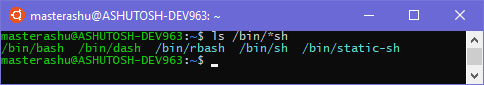 masterashu@ASHUTOSH-DEV963: ~
masterashu@ASHUTOSH-DEV963:~$ ls /bin/*sh
/bin/bash  /bin/dash  /bin/rbash  /bin/sh  /bin/static-sh
masterashu@ASHUTOSH-DEV963:~$